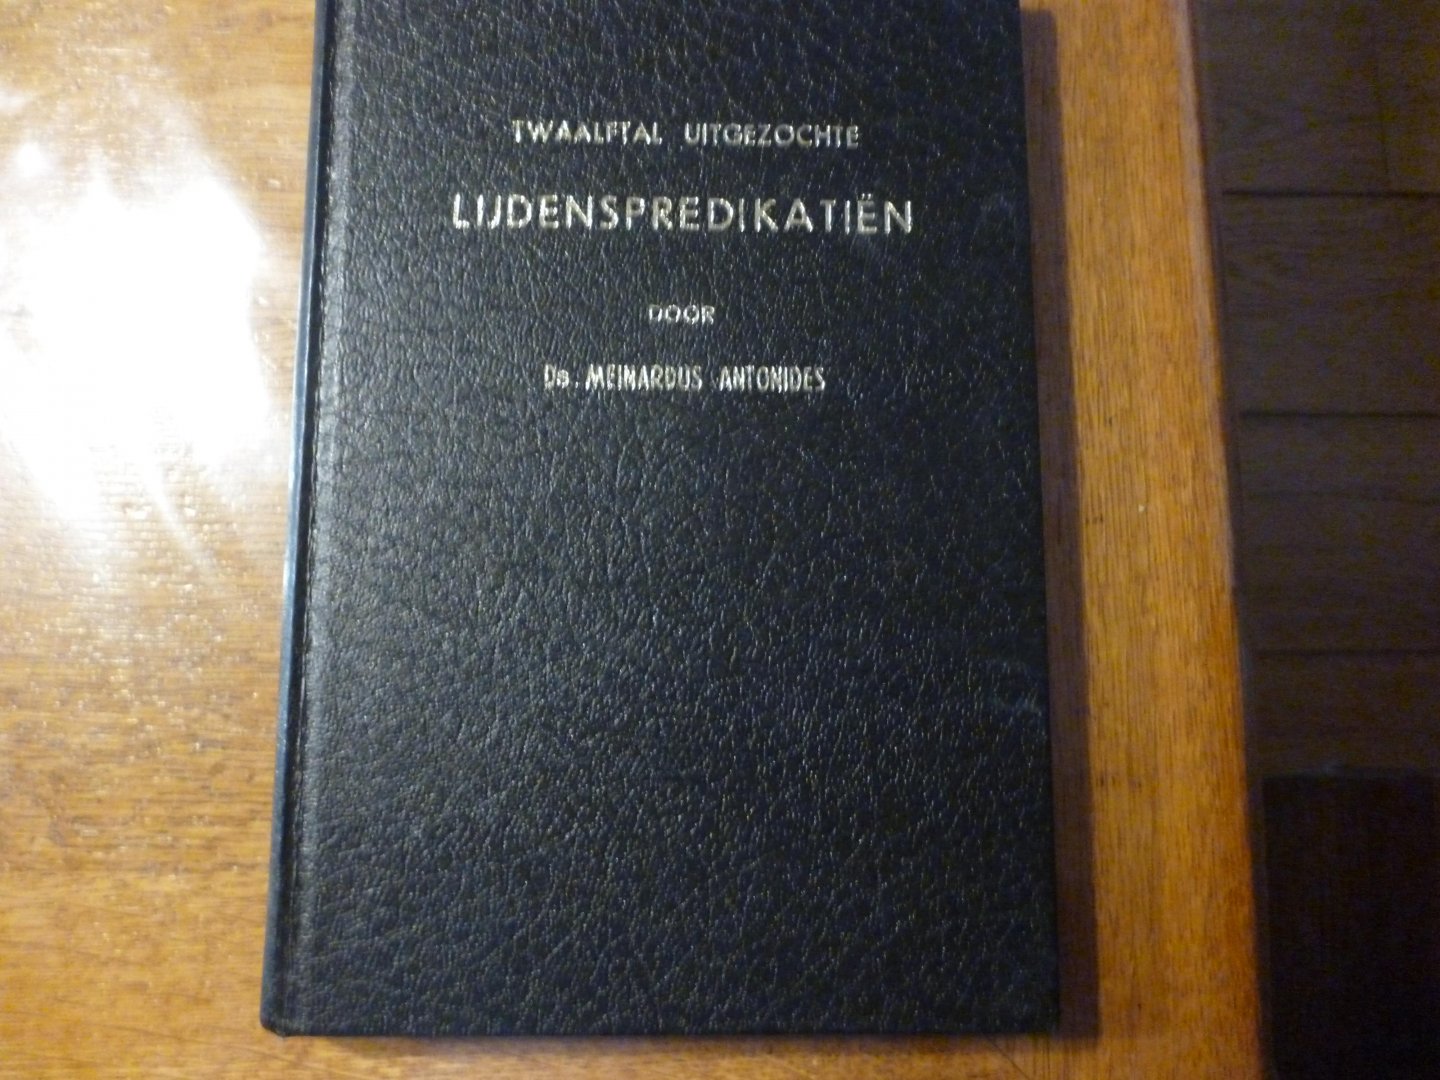 TWAALFTAL UITGEZOCHTE
LIJDENSPREDIKATIËN
DOOR
Ds. MEINARDUS ANTONIDES